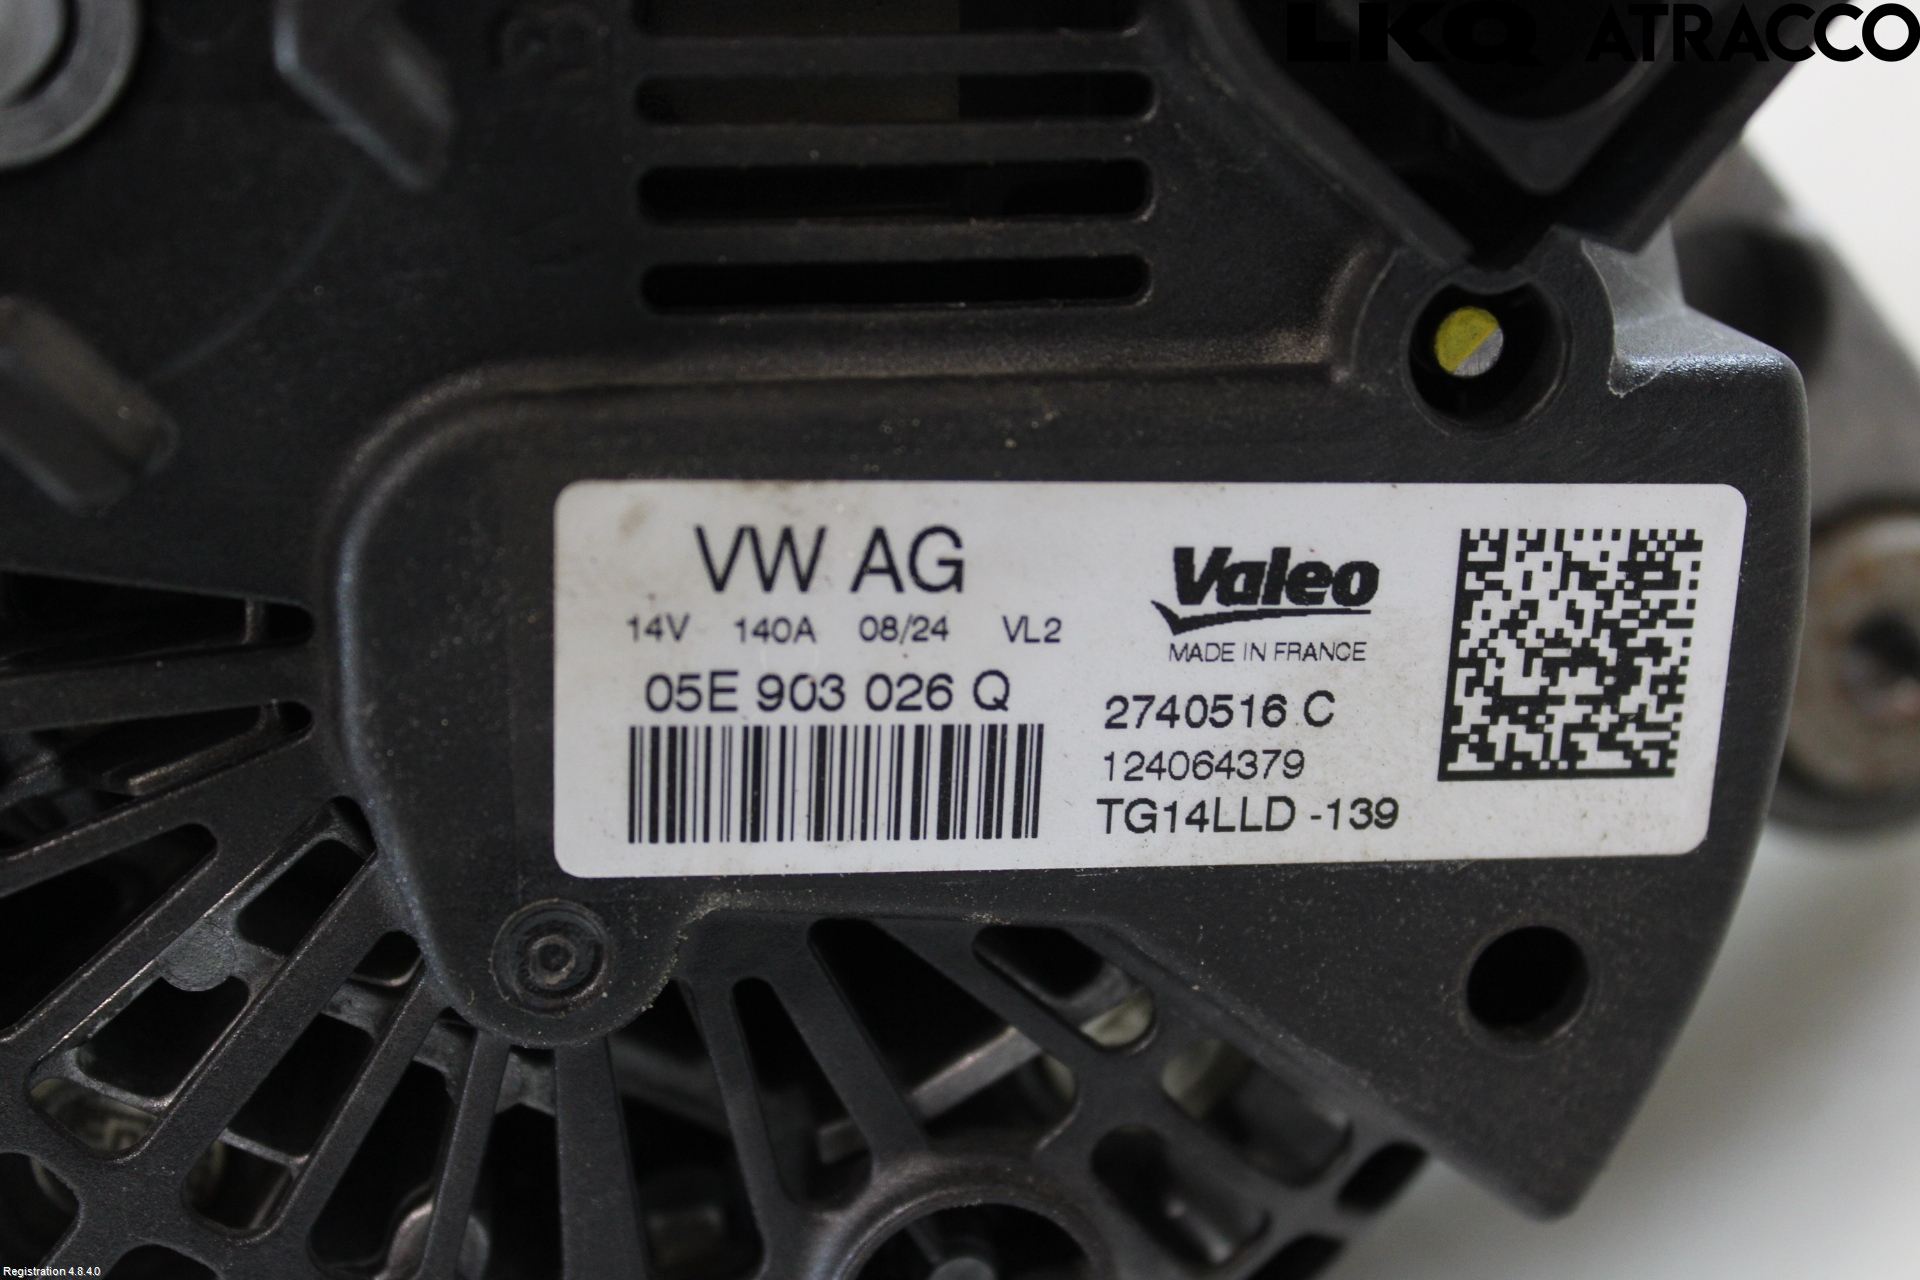 LKQ ATRACCO
VW AG
14V 140A 08/24 VL2
05E 903 026 Q
Valeo
MADE IN FRANCE
2740516 C
124064379
TG14LLD -139
Registration 4.8.4.0